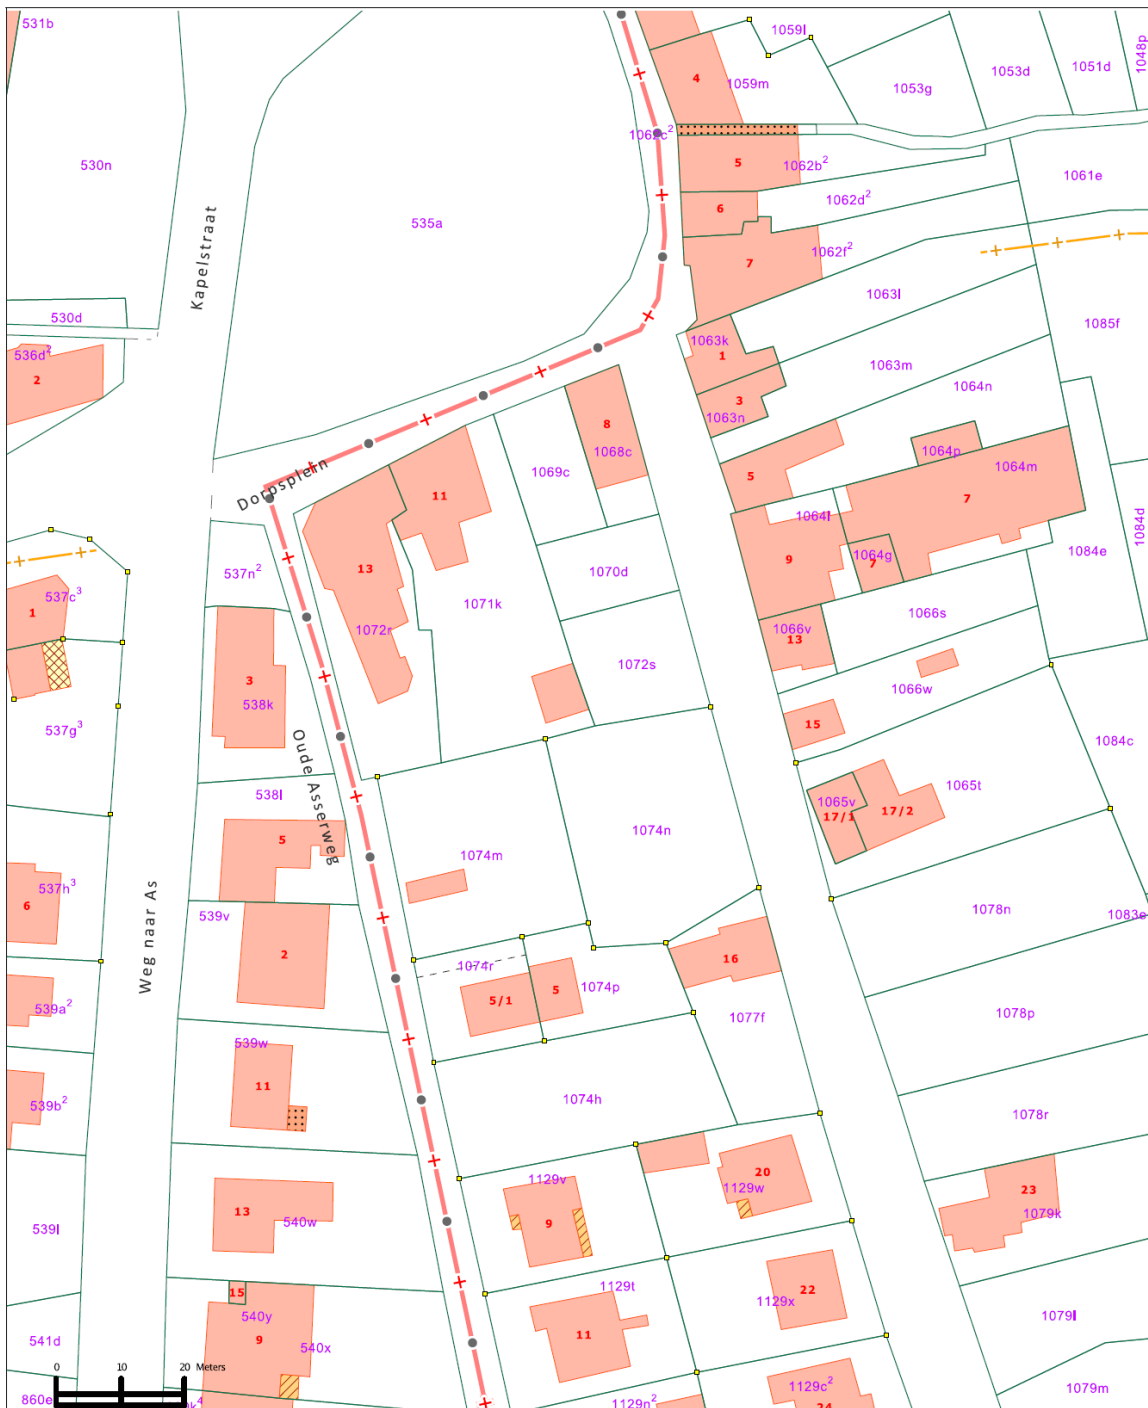 531b
1059l
1048p
4
1059m
1053g
1053d
1051d
1062c²
530n
5
1062b²
1061e
1062d²
6
535a
Kapelstraat
7
1062f²
1063l
530d
1085f
536d²
2
1063k
1
1063m
1064n
3
1063n
8
1068c
1069c
1064p
1064m
Dorpsplein
11
5
7
1064l
1084d
13
9
1064g
7
1084e
537n²
1070d
537c³
1
1071k
1066s
1072r
1066v
13
1072s
3
538k
1066w
537g³
15
1084c
Oude Asserweg
538l
1065t
1065v
17/1
17/2
5
1074n
1074m
537h³
6
539v
1078n
1083e
Weg naar As
2
1074r
16
5/1
5
1074p
539a²
1077f
1078p
539w
11
539b²
1074h
1078r
1129v
20
1129w
23
13
540w
9
1079k
539l
1129t
15
540y
22
1129x
1079l
541d
9
540x
11
0 10 20 Meters
1129c²
1079m
860e
k⁴
1129n²
24